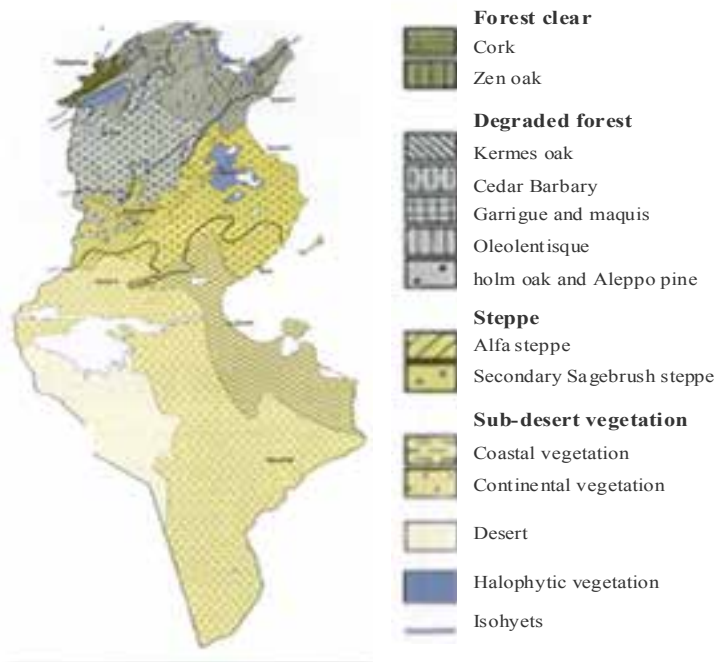 Forest clear
Cork
Zen oak
Degraded forest
Kermes oak
Cedar Barbary
Garrigue and maquis
Oleolentisque
holm oak and Aleppo pine
Steppe
Alfa steppe
Secondary Sagebrush steppe
Sub-desert vegetation
Coastal vegetation
Continental vegetation
Desert
Halophytic vegetation
Isohyets